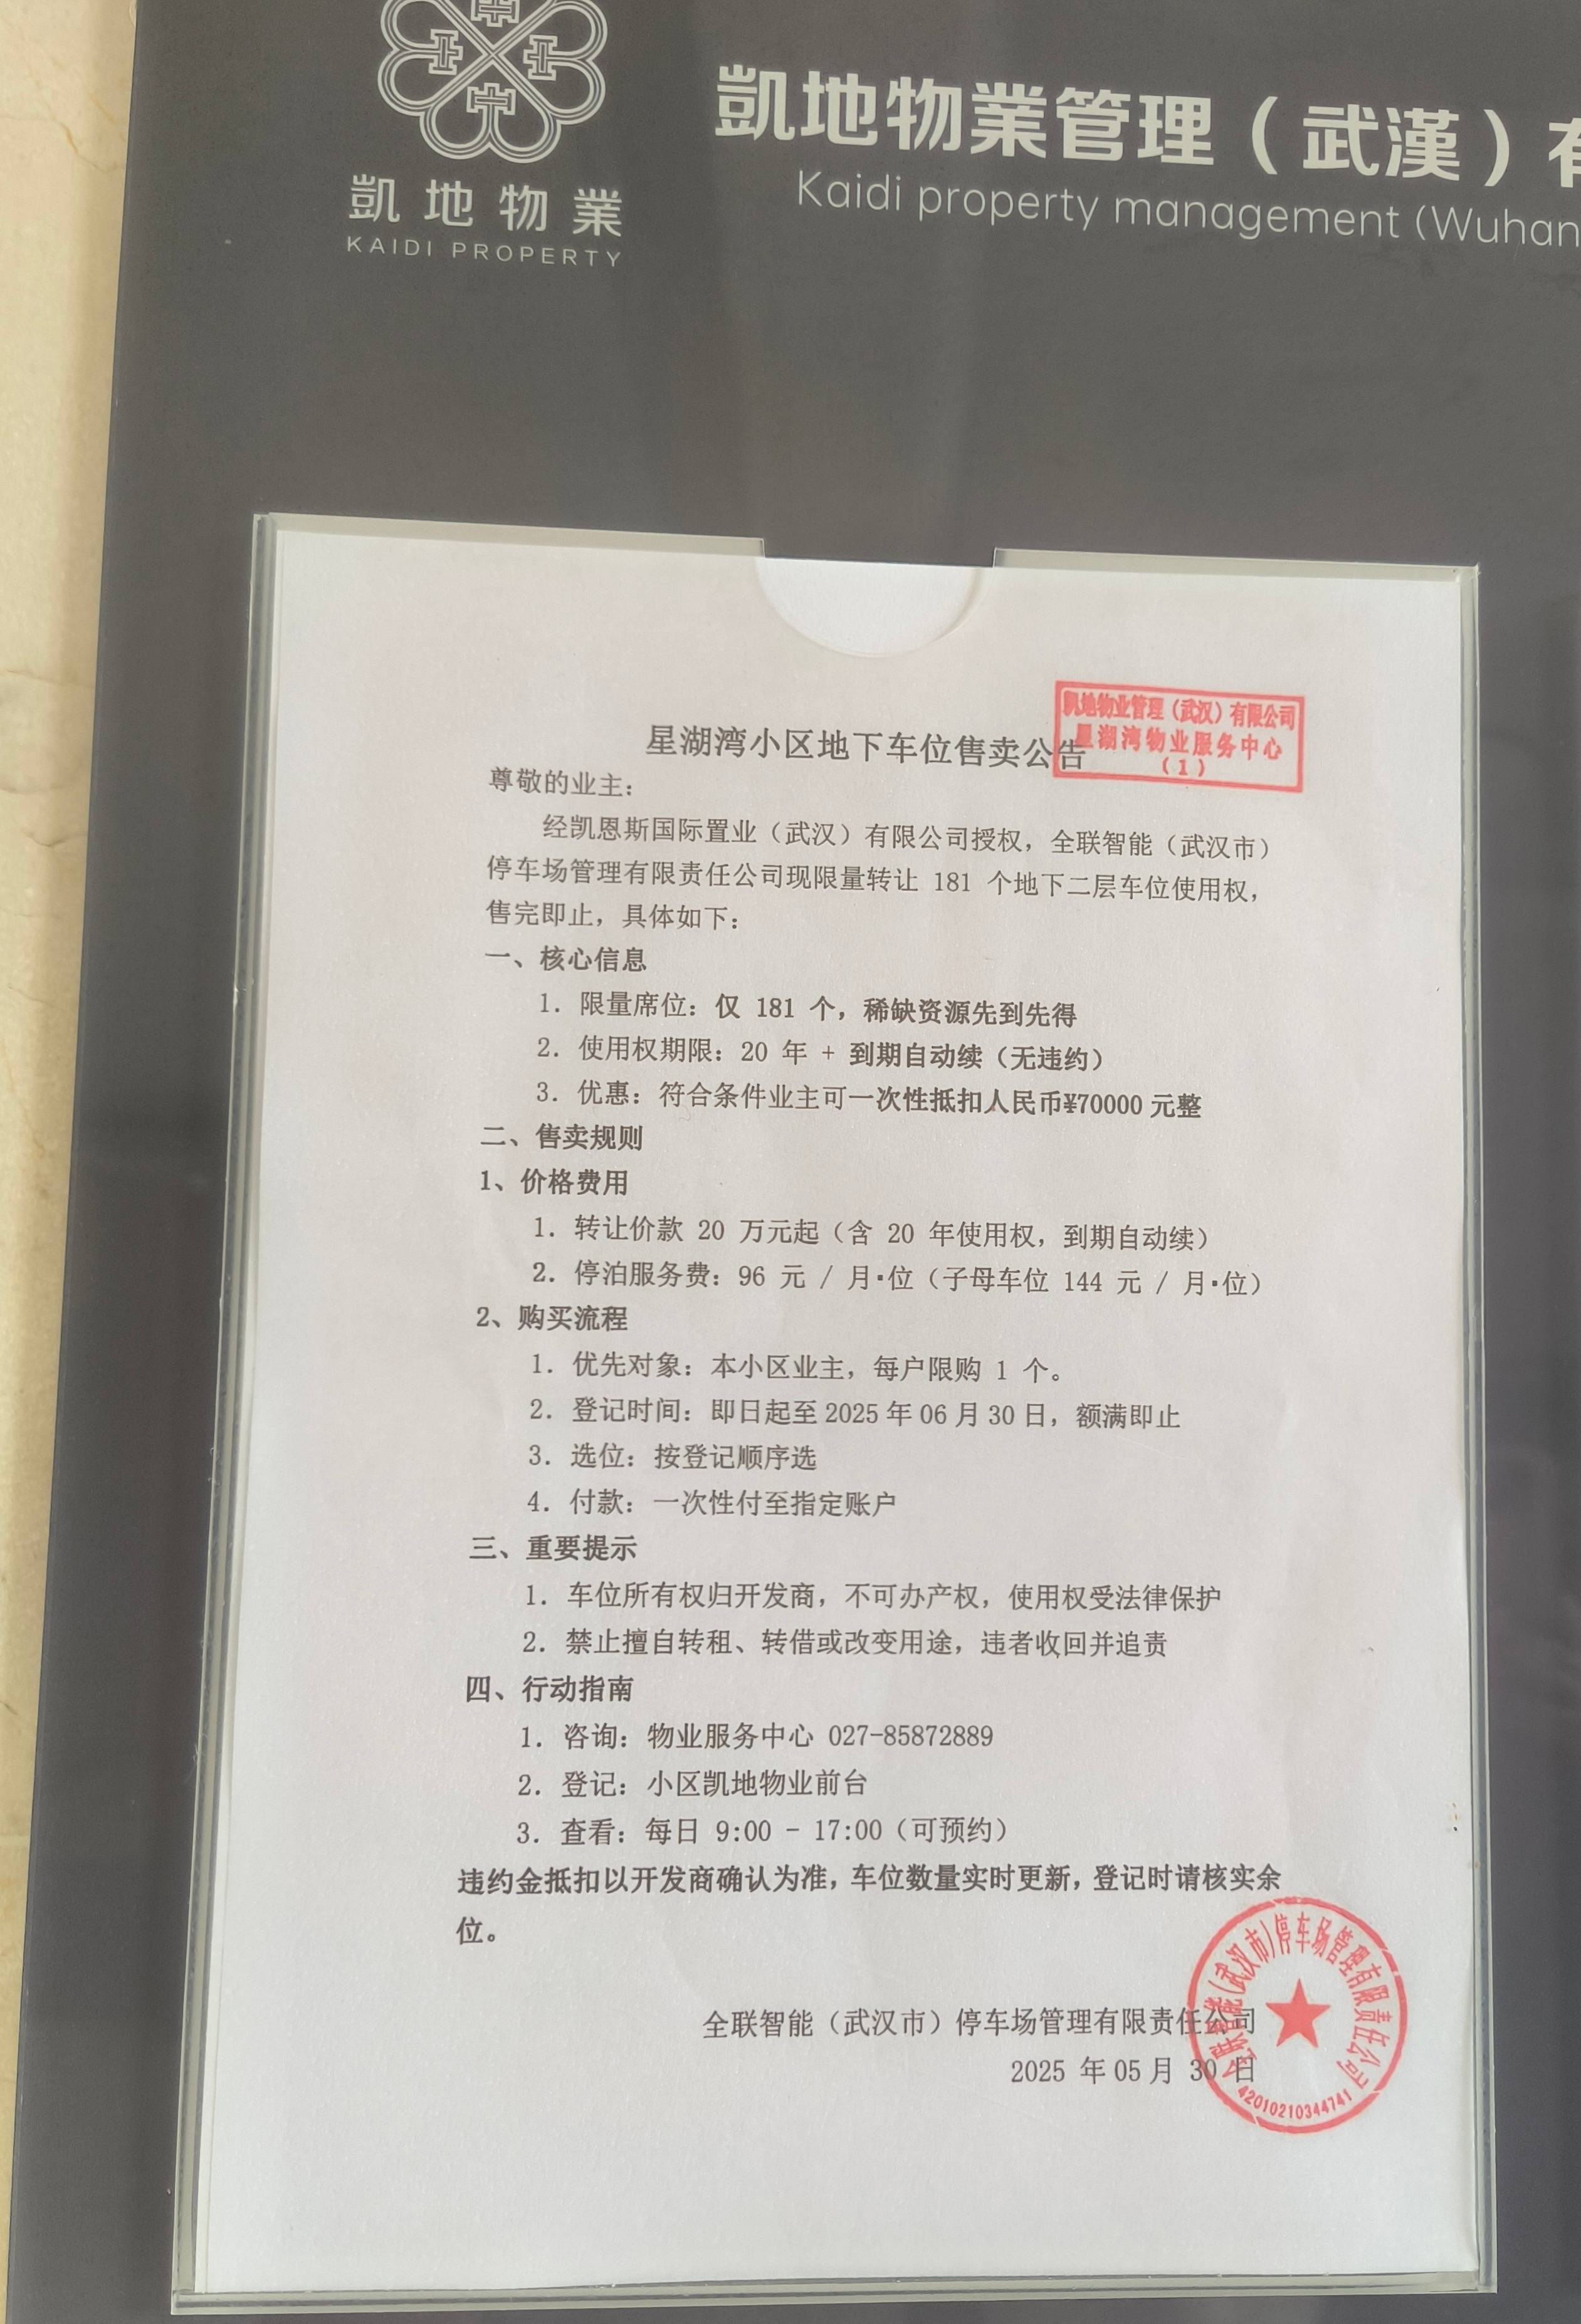 凱地物業
KAIDI PROPERTY
凱地物業管理（武漢）
Kaidi property management (Wuhan
凯地物业管理（武汉）有限公司
星湖湾物业服务中心
（1）
星湖湾小区地下车位售卖公告
尊敬的业主：
经凯恩斯国际置业（武汉）有限公司授权，全联智能（武汉市）
停车场管理有限责任公司现限量转让 181 个地下二层车位使用权，
售完即止，具体如下：
一、核心信息
1. 限量席位：仅 181 个，稀缺资源先到先得
2. 使用权期限：20 年 + 到期自动续（无违约）
3. 优惠：符合条件业主可一次性抵扣人民币¥70000 元整
二、售卖规则
1、价格费用
1. 转让价款 20 万元起（含 20 年使用权，到期自动续）
2. 停泊服务费：96 元 / 月·位（子母车位 144 元 / 月·位）
2、购买流程
1. 优先对象：本小区业主，每户限购 1 个。
2. 登记时间：即日起至 2025 年 06 月 30 日，额满即止
3. 选位：按登记顺序选
4. 付款：一次性付至指定账户
三、重要提示
1. 车位所有权归开发商，不可办产权，使用权受法律保护
2. 禁止擅自转租、转借或改变用途，违者收回并追责
四、行动指南
1. 咨询：物业服务中心 027-85872889
2. 登记：小区凯地物业前台
3. 查看：每日 9:00 - 17:00（可预约）
违约金抵扣以开发商确认为准，车位数量实时更新，登记时请核实余
位。
全联智能（武汉市）停车场管理有限责任公司
2025 年 05 月 30 日
全联智能（武汉市）停车场管理有限责任公司
42010210344741